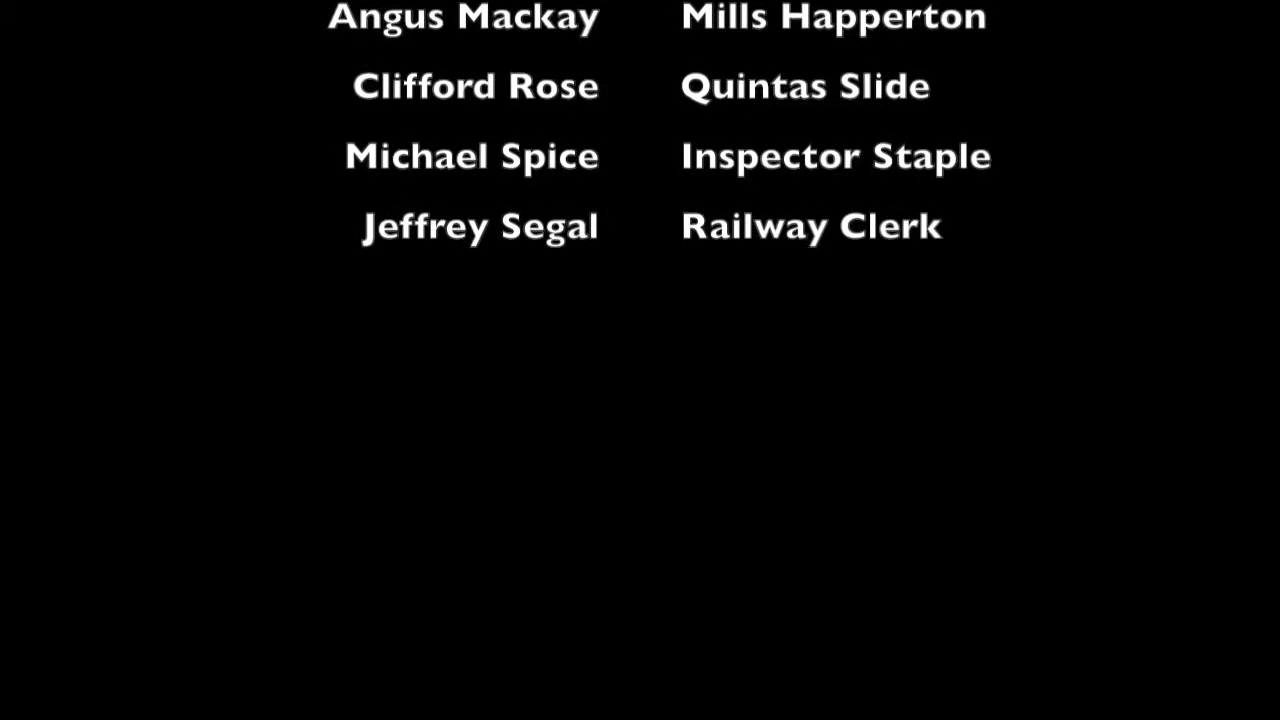 Angus Mackay Mills Happerton
Clifford Rose Quintas Slide
Michael Spice Inspector Staple
Jeffrey Segal Railway Clerk